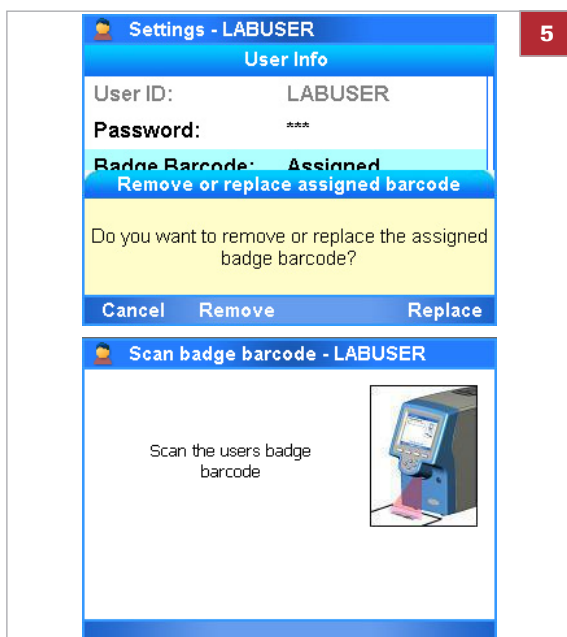 Settings - LABUSER
5
User Info
User ID: LABUSER
Password: ***
Badge Barcode: Assigned
Remove or replace assigned barcode
Do you want to remove or replace the assigned
badge barcode?
Cancel Remove Replace
Scan badge barcode - LABUSER
Scan the users badge
barcode